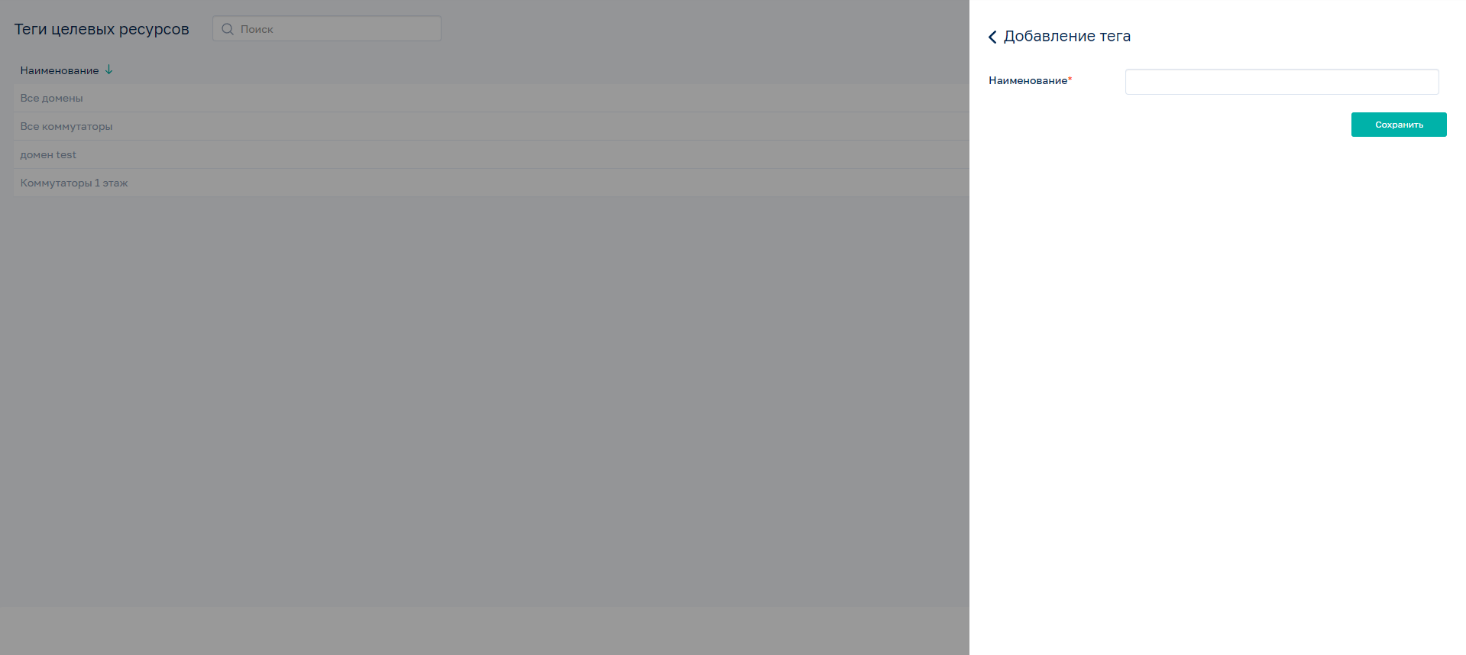 Теги целевых ресурсов
Поиск
Наименование
Все домены
Все коммутаторы
домен test
Коммутаторы 1 этаж
Добавление тега
Наименование*
Сохранить